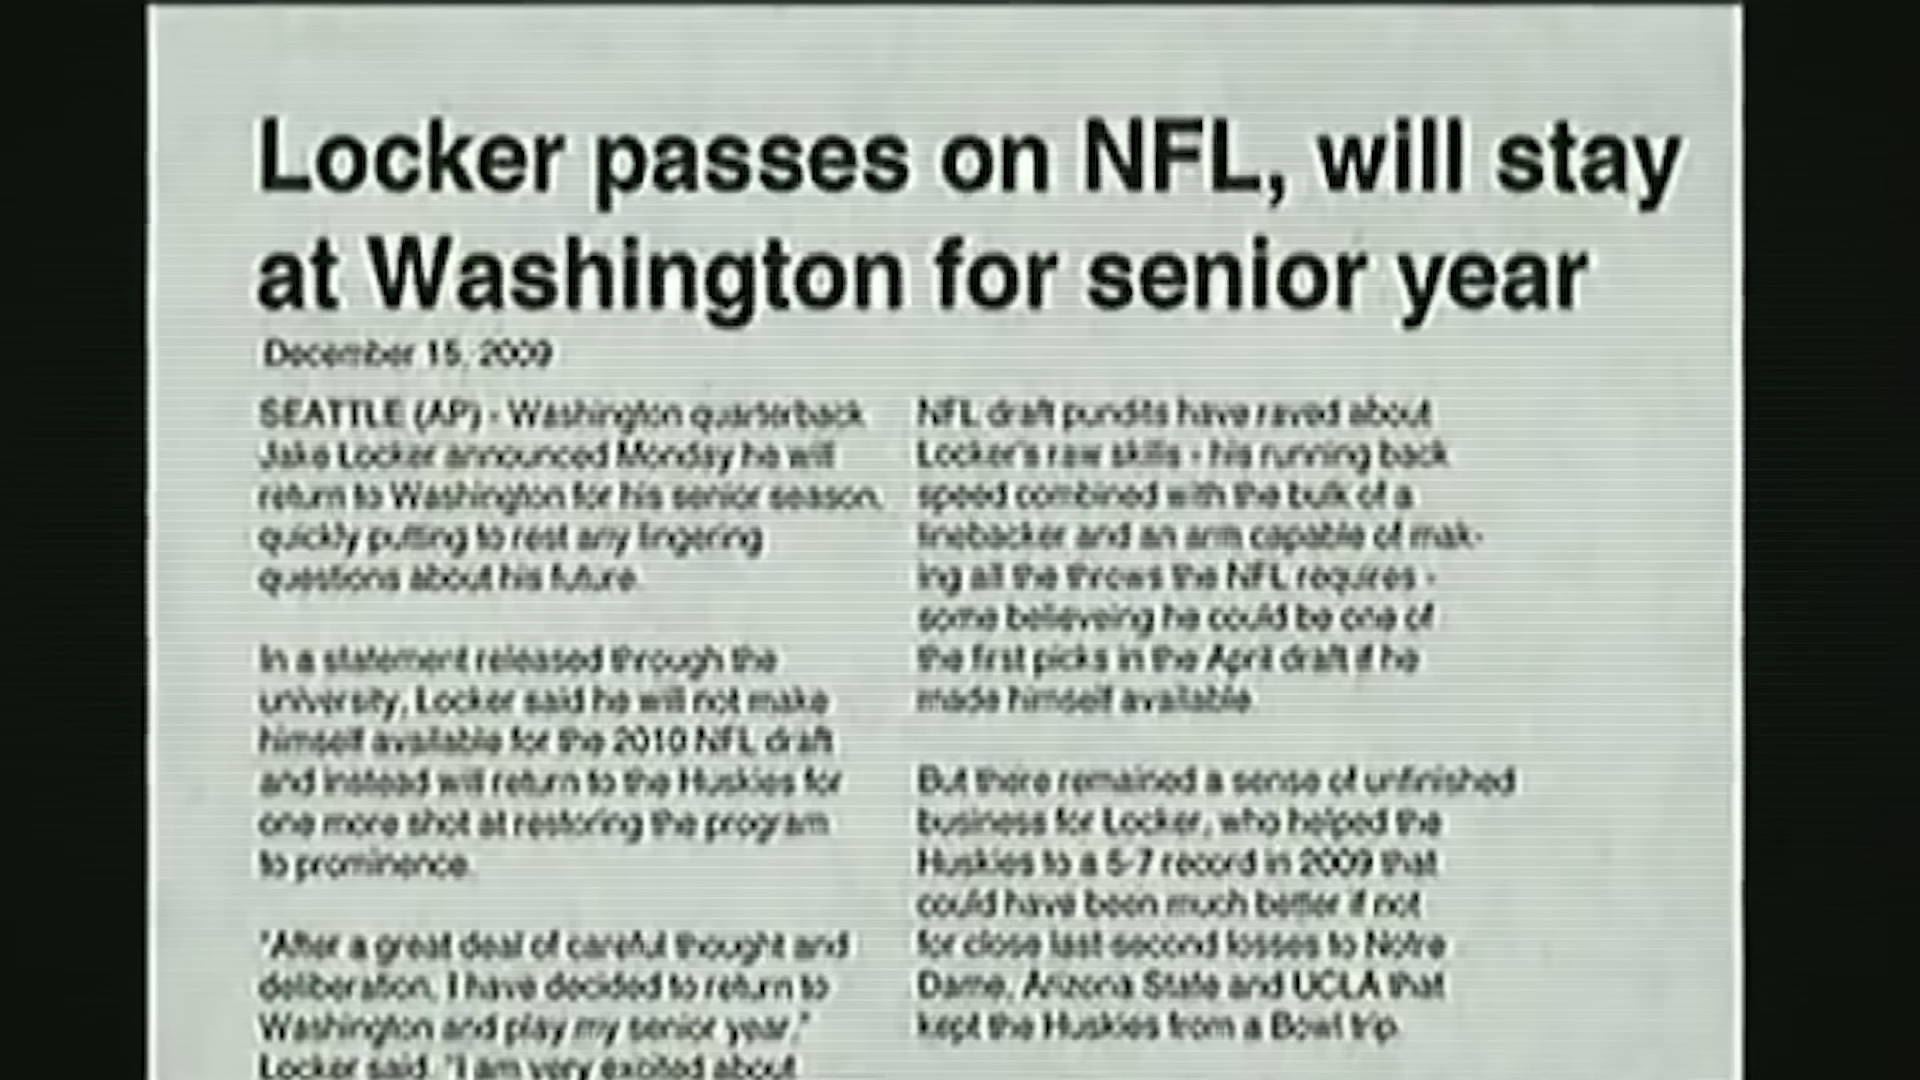 Locker passes on NFL, will stay
at Washington for senior year
December 15, 2009
SEATTLE (AP) - Washington quarterback
Jake Locker announced Monday he will
return to Washington for his senior season,
quickly putting to rest any lingering
questions about his future.
In a statement released through the
university, Locker said he will not make
himself available for the 2010 NFL draft
and instead will return to the Huskies for
one more shot at restoring the program
to prominence.
"After a great deal of careful thought and
deliberation, I have decided to return to
Washington and play my senior year,"
Locker said. "I am very excited about
NFL draft pundits have raved about
Locker's raw skills - his running back
speed combined with the bulk of a
linebacker and an arm capable of mak-
ing all the throws the NFL requires -
some believeing he could be one of
the first picks in the April draft if he
made himself available.
But there remained a sense of unfinished
business for Locker, who helped the
Huskies to a 5-7 record in 2009 that
could have been much better if not
for close last-second losses to Notre
Dame, Arizona State and UCLA that
kept the Huskies from a Bowl trip.